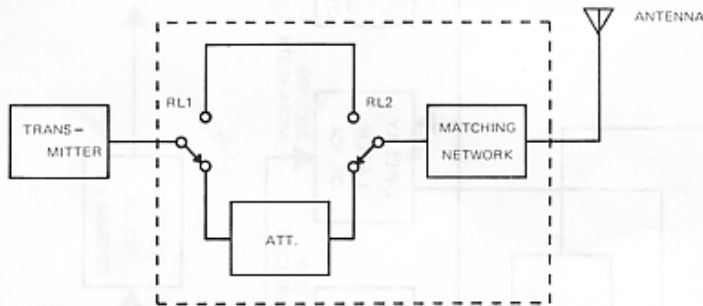 ANTENNA
RL1
RL2
TRANS-
MITTER
MATCHING
NETWORK
ATT.